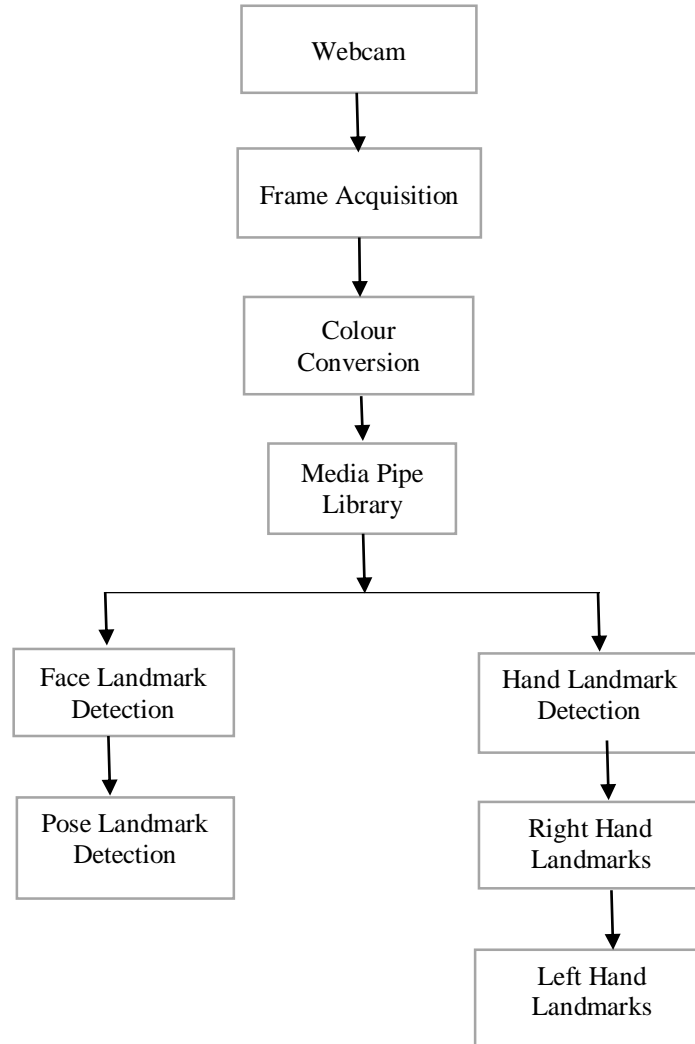 Webcam
Frame Acquisition
Colour
Conversion
Media Pipe
Library
Face Landmark
Detection
Pose Landmark
Detection
Hand Landmark
Detection
Right Hand
Landmarks
Left Hand
Landmarks